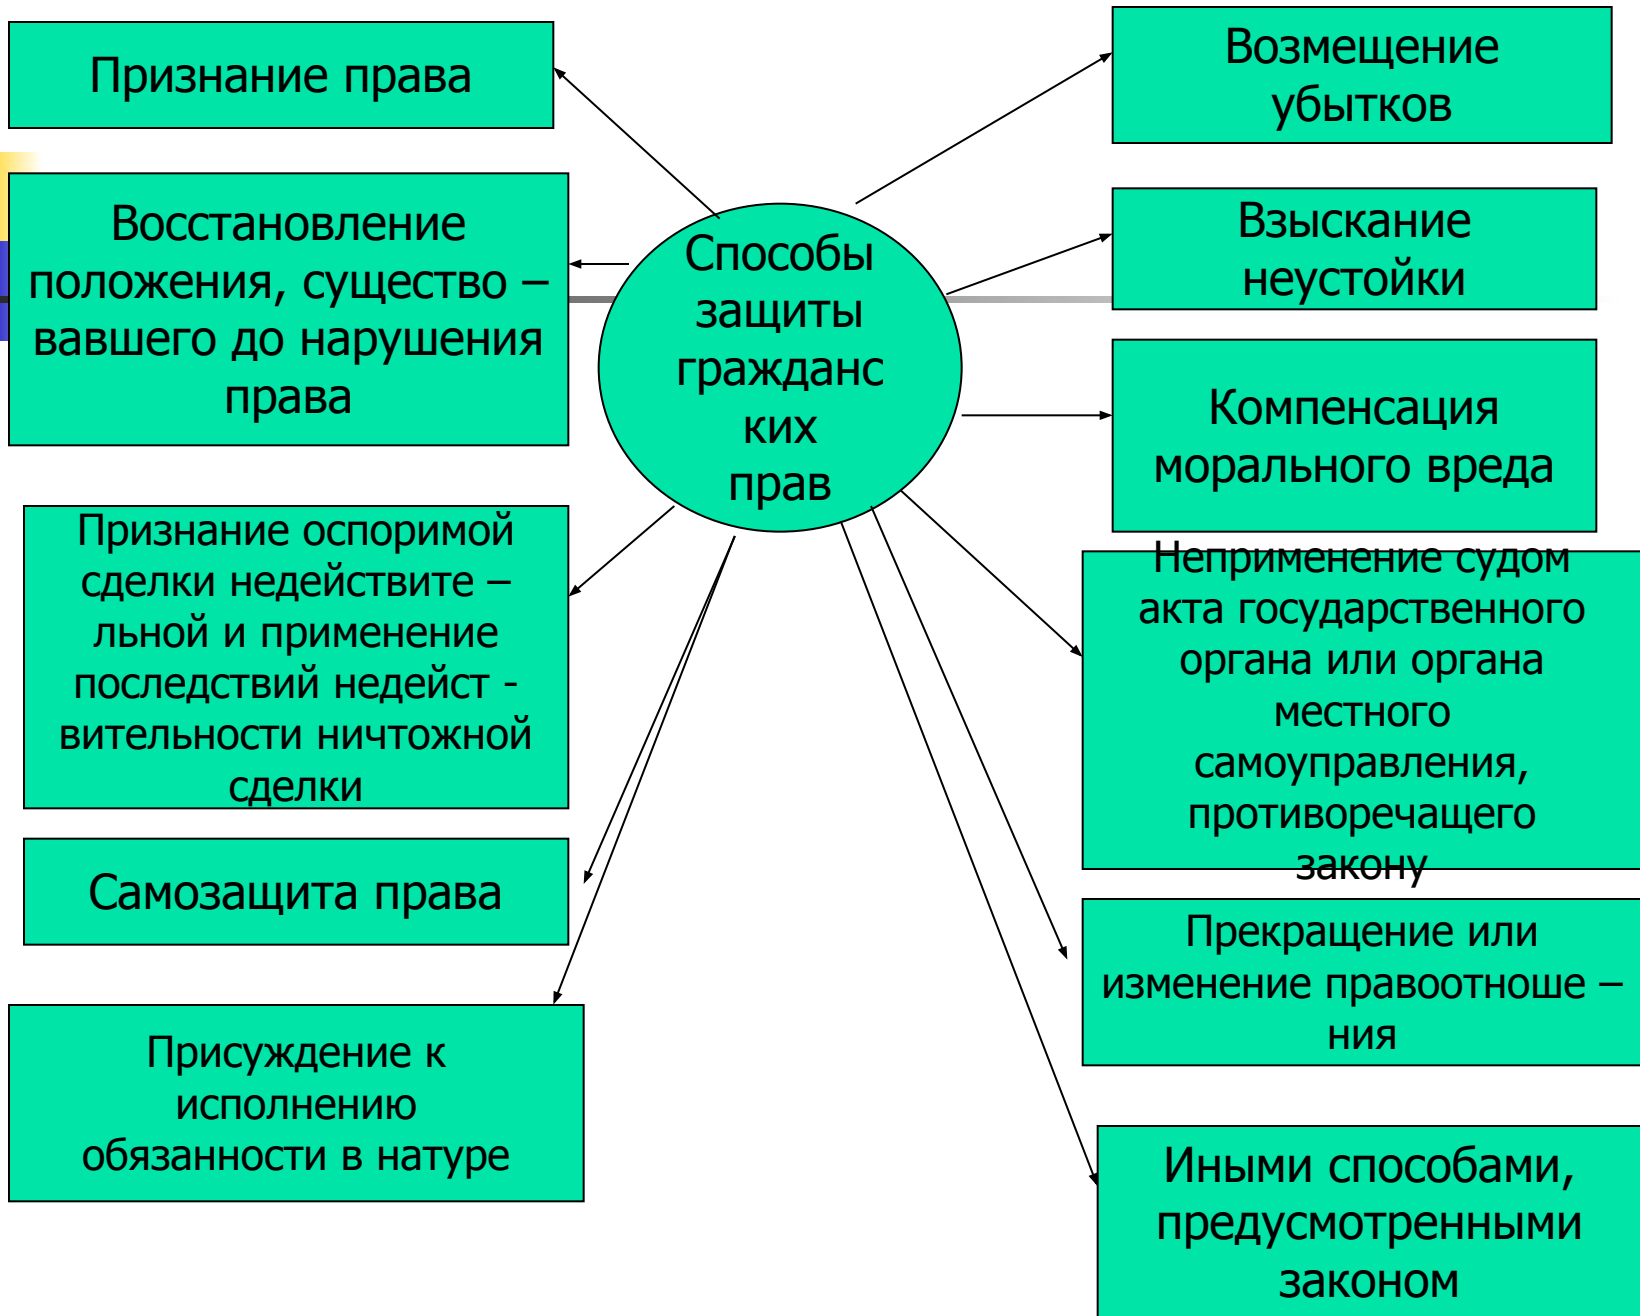 Признание права
Восстановление
положения, существо –
вавшего до нарушения
права
Признание оспоримой
сделки недействите –
льной и применение
последствий недейст -
вительности ничтожной
сделки
Самозащита права
Присуждение к
исполнению
обязанности в натуре
Способы
защиты
гражданс
ких
прав
Возмещение
убытков
Взыскание
неустойки
Компенсация
морального вреда
Неприменение судом
акта государственного
органа или органа
местного
самоуправления,
противоречащего
закону
Прекращение или
изменение правоотноше –
ния
Иными способами,
предусмотренными
законом